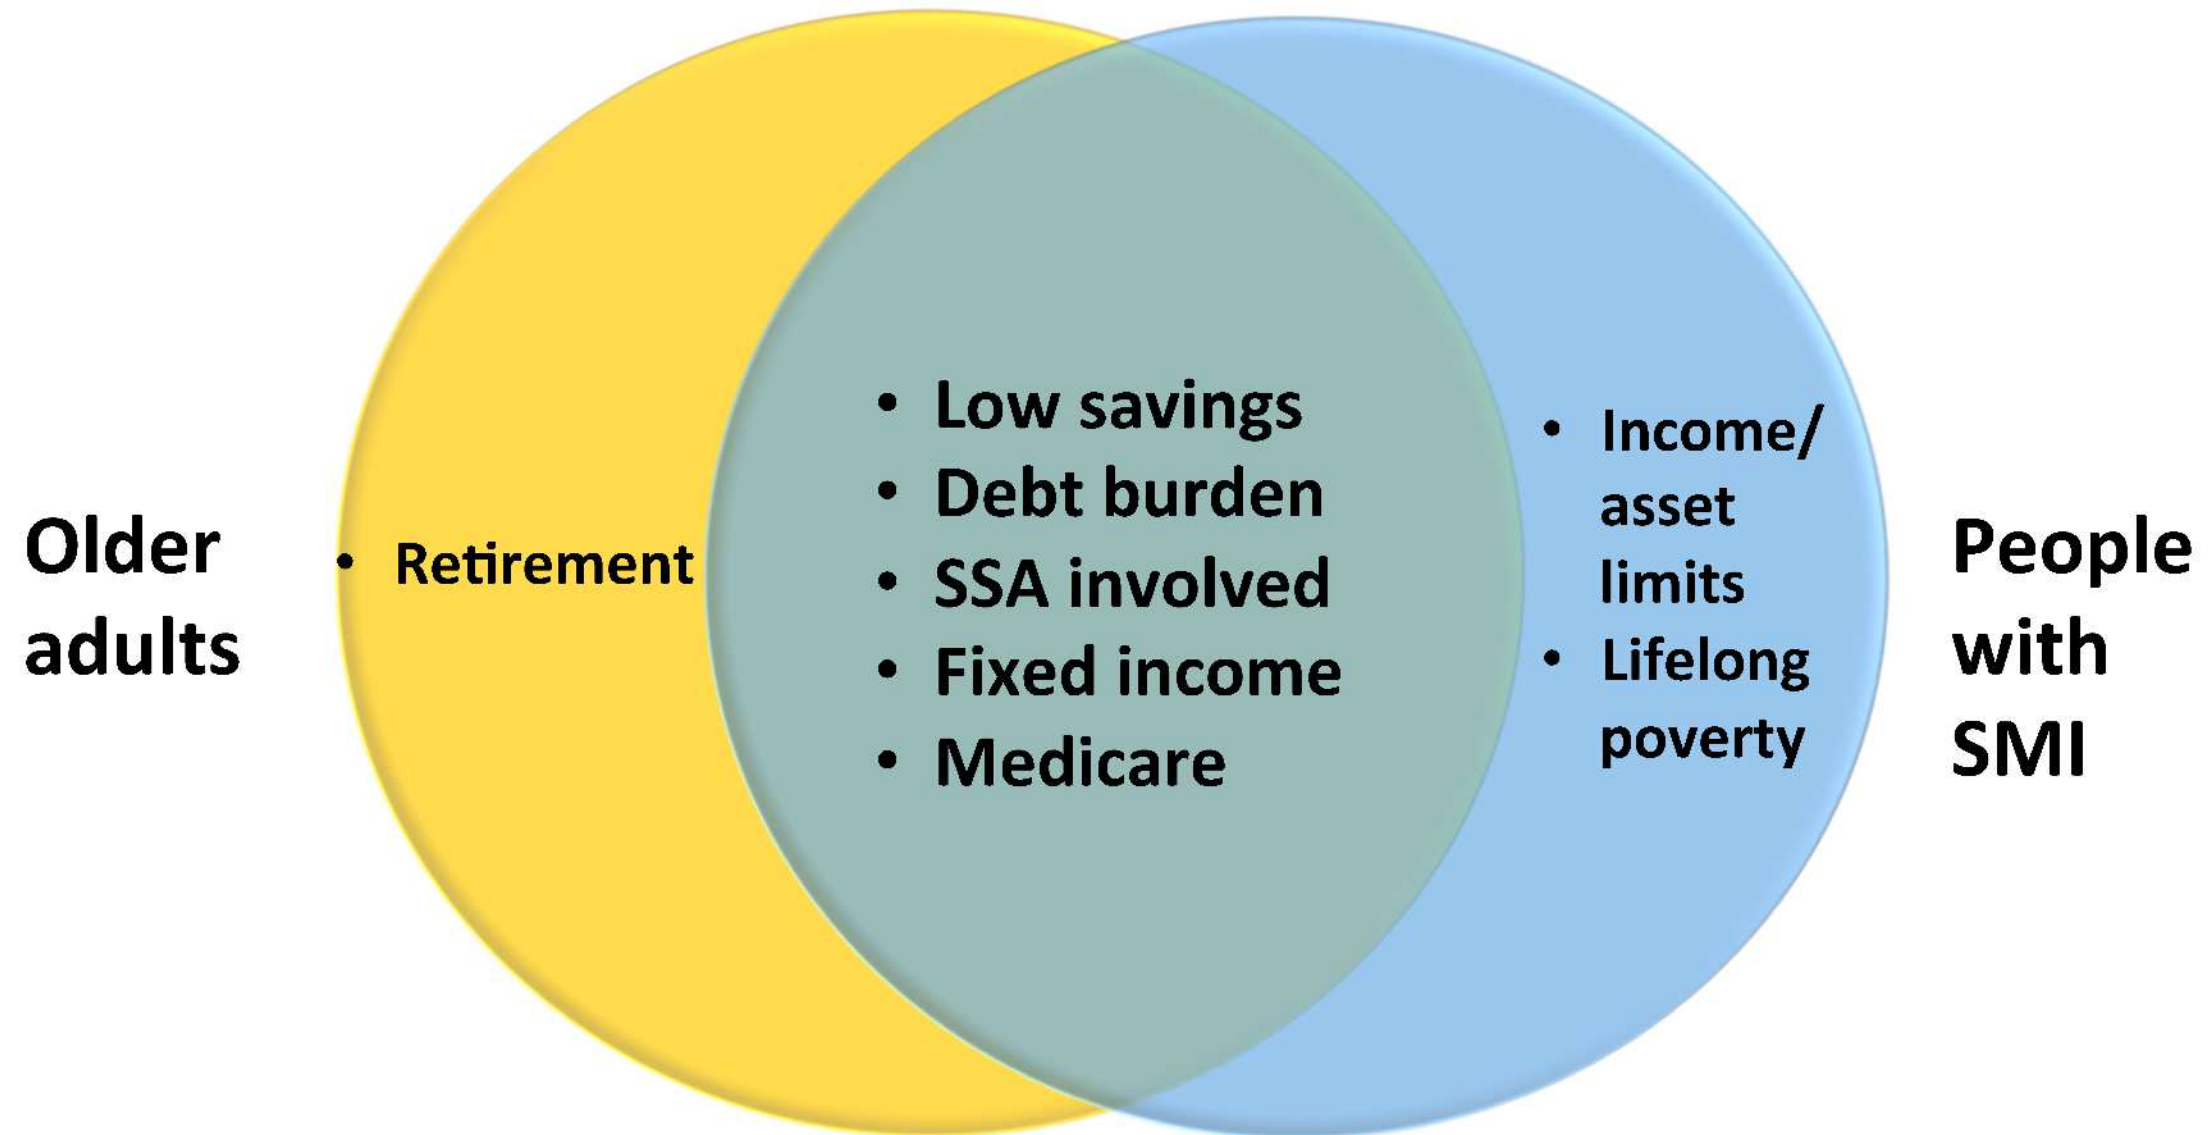 Older
adults
• Retirement
• Low savings
• Debt burden
• SSA involved
• Fixed income
• Medicare
• Income/
asset
limits
• Lifelong
poverty
People
with
SMI